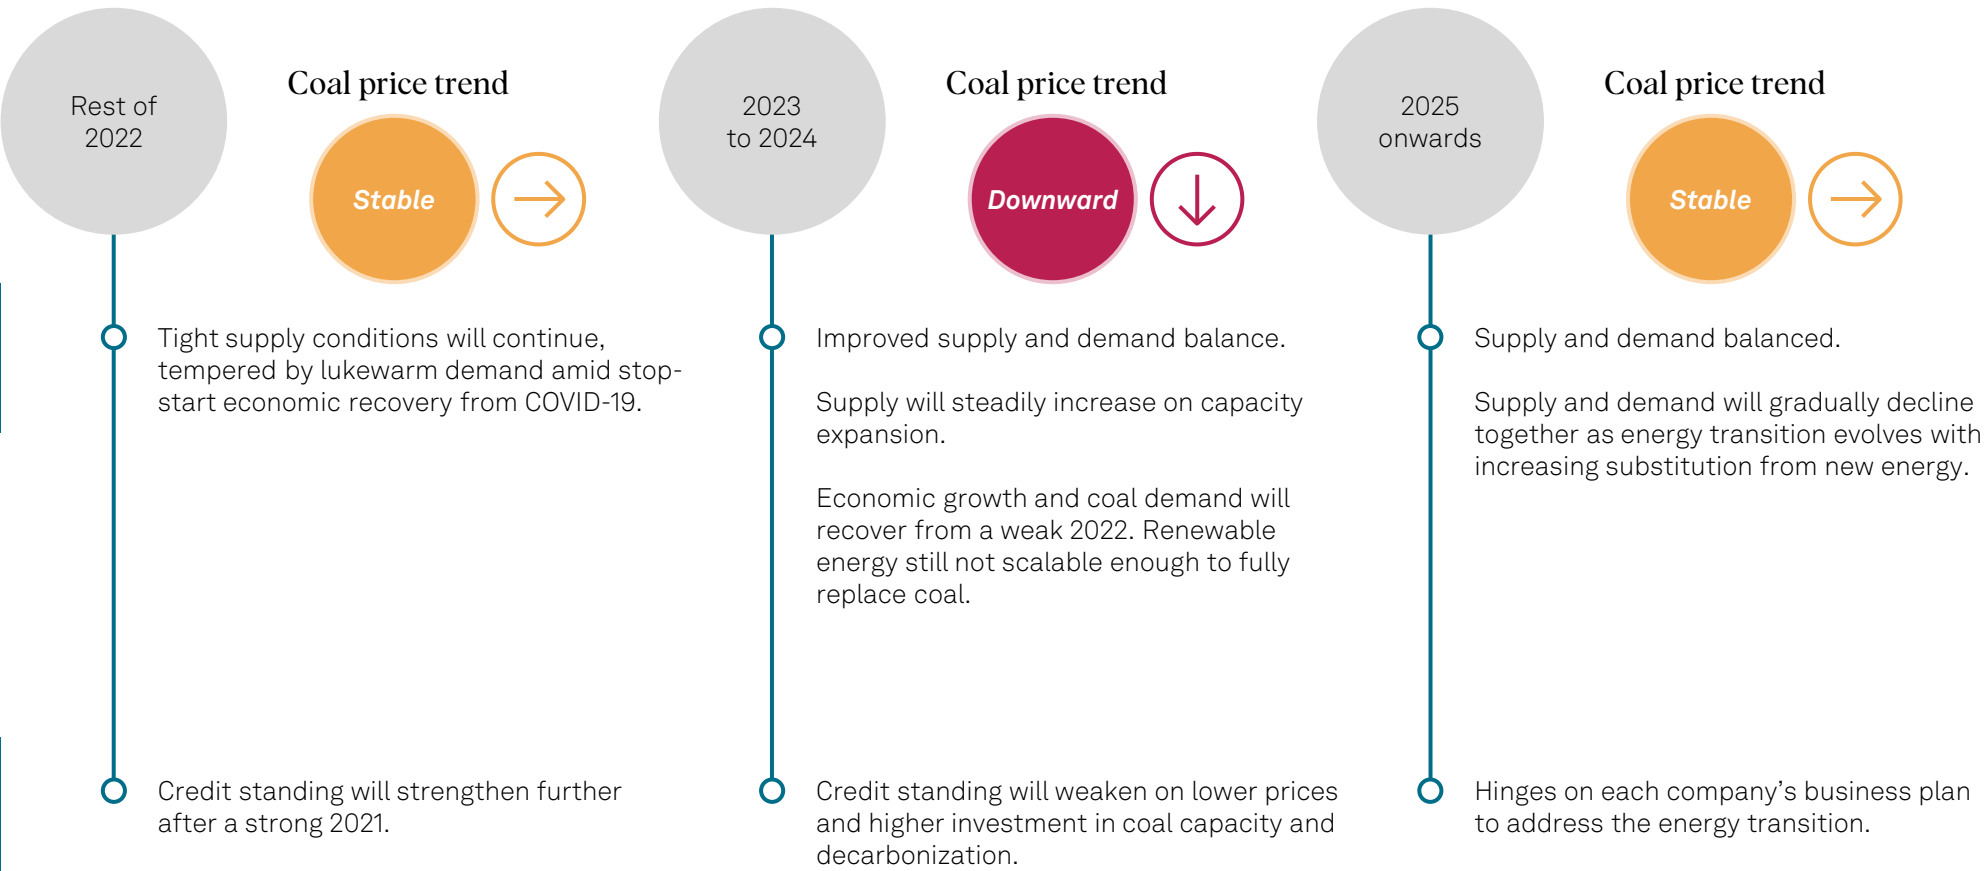 Rest of
2022
Coal price trend
Stable
Tight supply conditions will continue,
tempered by lukewarm demand amid stop-
start economic recovery from COVID-19.
Credit standing will strengthen further
after a strong 2021.
2023
to 2024
Coal price trend
Downward
Improved supply and demand balance.
Supply will steadily increase on capacity
expansion.
Economic growth and coal demand will
recover from a weak 2022. Renewable
energy still not scalable enough to fully
replace coal.
Credit standing will weaken on lower prices
and higher investment in coal capacity and
decarbonization.
2025
onwards
Coal price trend
Stable
Supply and demand balanced.
Supply and demand will gradually decline
together as energy transition evolves with
increasing substitution from new energy.
Hinges on each company’s business plan
to address the energy transition.